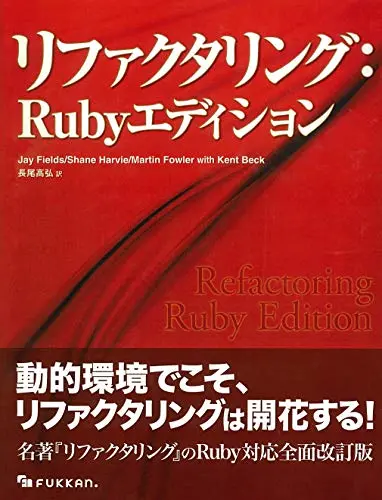 リファクタリング:
Rubyエディション
Jay Fields/Shane Harvie/Martin Fowler with Kent Beck
長尾高弘 訳
Refactoring
Ruby Edition
動的環境でこそ、
リファクタリングは開花する!
名著『リファクタリング』のRuby対応全面改訂版
FUKKAN.